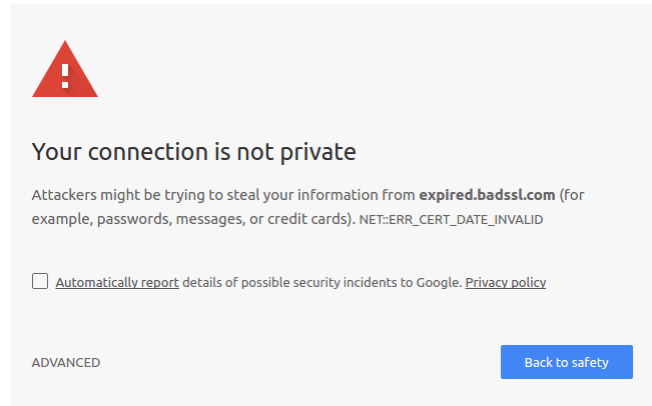 Your connection is not private
Attackers might be trying to steal your information from expired.badssl.com (for
example, passwords, messages, or credit cards). NET::ERR_CERT_DATE_INVALID
Automatically report details of possible security incidents to Google. Privacy policy
ADVANCED
Back to safety